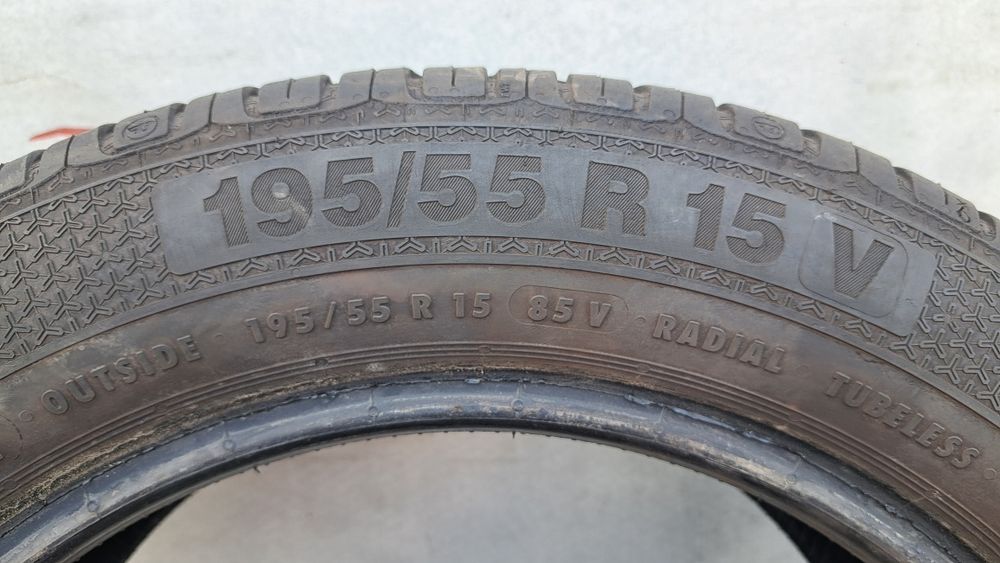 195/55 R 15 V
OUTSIDE · 195/55 R 15 85 V · RADIAL · TUBELESS ·